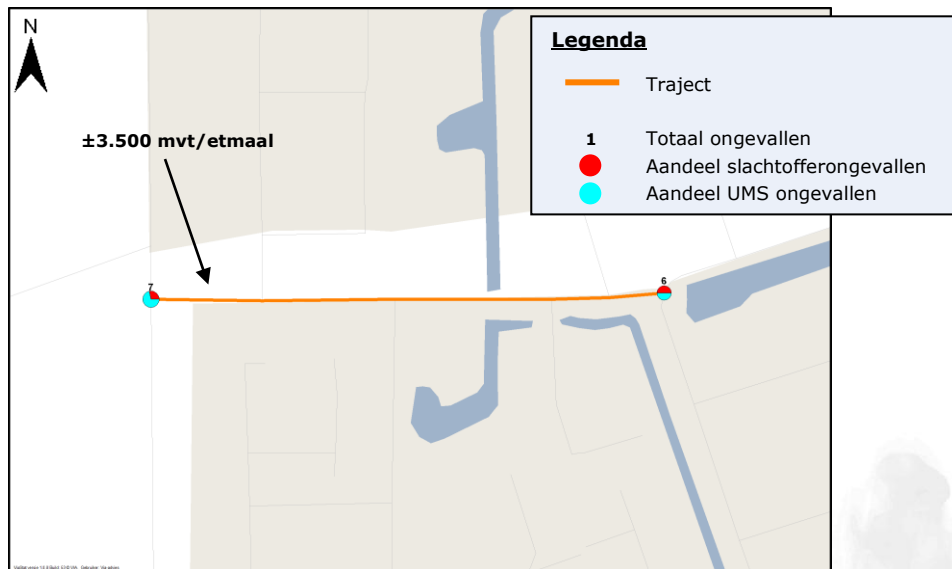 N
Legenda
Traject
±3.500 mvt/etmaal
1 Totaal ongevallen
Aandeel slachtofferongevallen
Aandeel UMS ongevallen
7
6